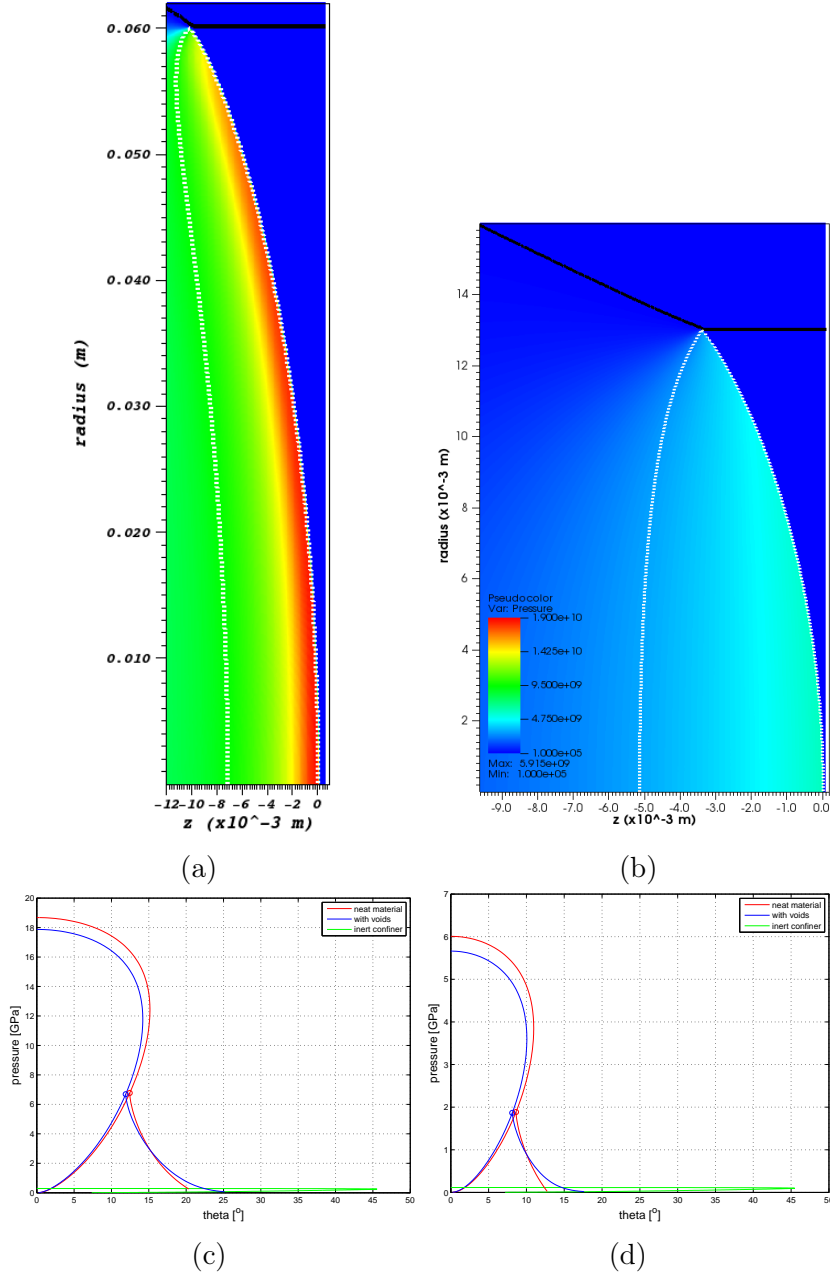 0.060
0.050
0.040
0.030
0.020
0.010
radius (m)
-12 -10 -8 -6 -4 -2 0
z (x10^-3 m)
(a)
14
12
10
8
6
4
2
radius (x10^-3 m)
Pseudocolor
Var: Pressure
1.900e+10
1.425e+10
9.500e+09
4.750e+09
1.000e+05
Max: 5.915e+09
Min: 1.000e+05
-9.0 -8.0 -7.0 -6.0 -5.0 -4.0 -3.0 -2.0 -1.0 0.0
z (x10^-3 m)
(b)
20
18
16
14
12
10
8
6
4
2
0
pressure [GPa]
neat material
with voids
inert confiner
0 5 10 15 20 25 30 35 40 45 50
theta [o]
(c)
7
6
5
4
3
2
1
0
pressure [GPa]
neat material
with voids
inert confiner
0 5 10 15 20 25 30 35 40 45 50
theta [o]
(d)